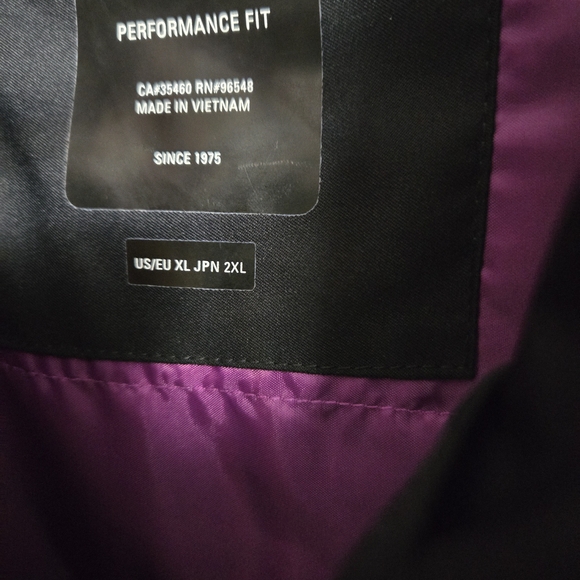 PERFORMANCE FIT
CA#35460 RN#96548
MADE IN VIETNAM
SINCE 1975
US/EU XL JPN 2XL